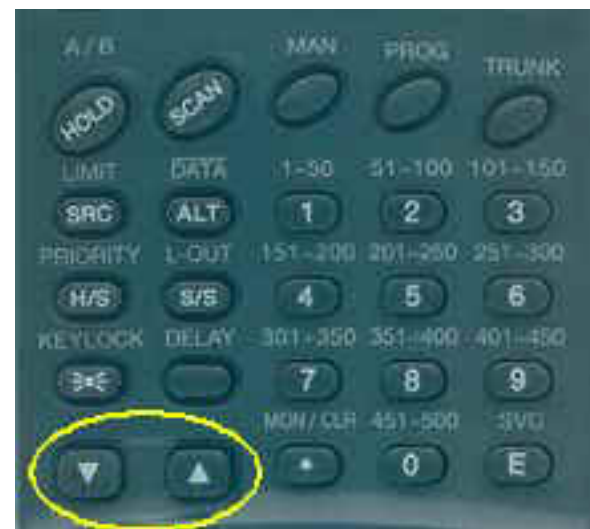 A/B MAN PROG TRUNK
HOLD SCAN
LIMIT DATA 1-50 51-100 101-150
SRC ALT 1 2 3
PRIORITY L-OUT 151-200 201-250 251-300
H/S S/S 4 5 6
KEYLOCK DELAY 301-350 351-400 401-450
7 8 9
MON/CLR 451-500 SVC
▼ ▲ • 0 E